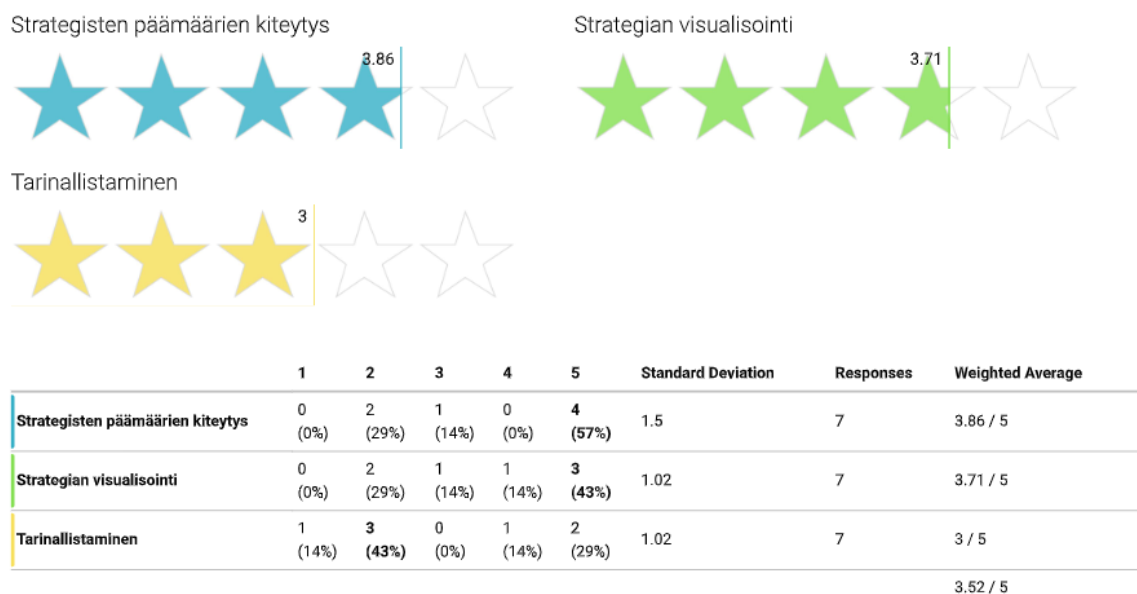 Strategisten päämäärien kiteytys
3.86
Strategian visualisointi
3.71
Tarinallistaminen
3
1 2 3 4 5 Standard Deviation Responses Weighted Average
Strategisten päämäärien kiteytys 0 (0%) 2 (29%) 1 (14%) 0 (0%) 4 (57%) 1.5 7 3.86 / 5
Strategian visualisointi 0 (0%) 2 (29%) 1 (14%) 1 (14%) 3 (43%) 1.02 7 3.71 / 5
Tarinallistaminen 1 (14%) 3 (43%) 0 (0%) 1 (14%) 2 (29%) 1.02 7 3 / 5
3.52 / 5